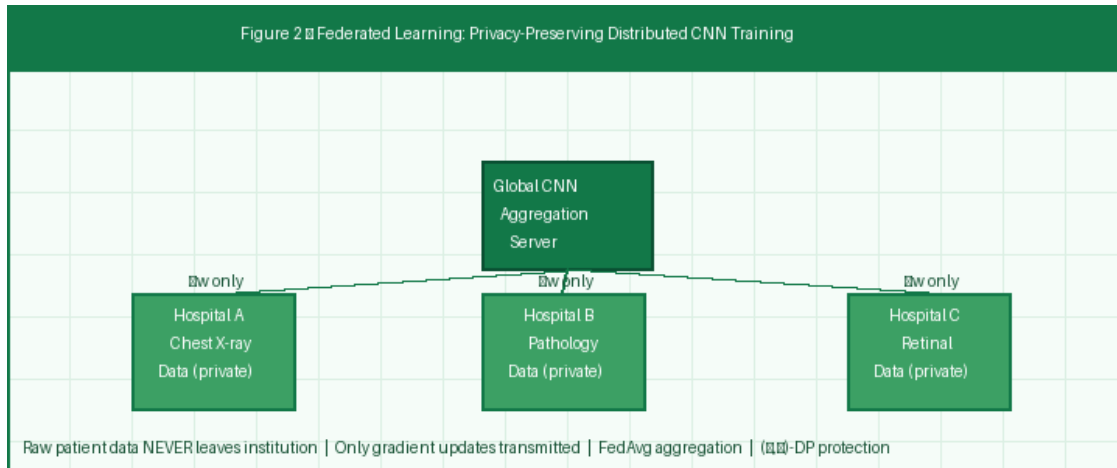 Figure 2 ▯ Federated Learning: Privacy-Preserving Distributed CNN Training
Global CNN
Aggregation
Server
▯w only
▯w only
▯w only
Hospital A
Chest X-ray
Data (private)
Hospital B
Pathology
Data (private)
Hospital C
Retinal
Data (private)
Raw patient data NEVER leaves institution | Only gradient updates transmitted | FedAvg aggregation | (▯,▯)-DP protection